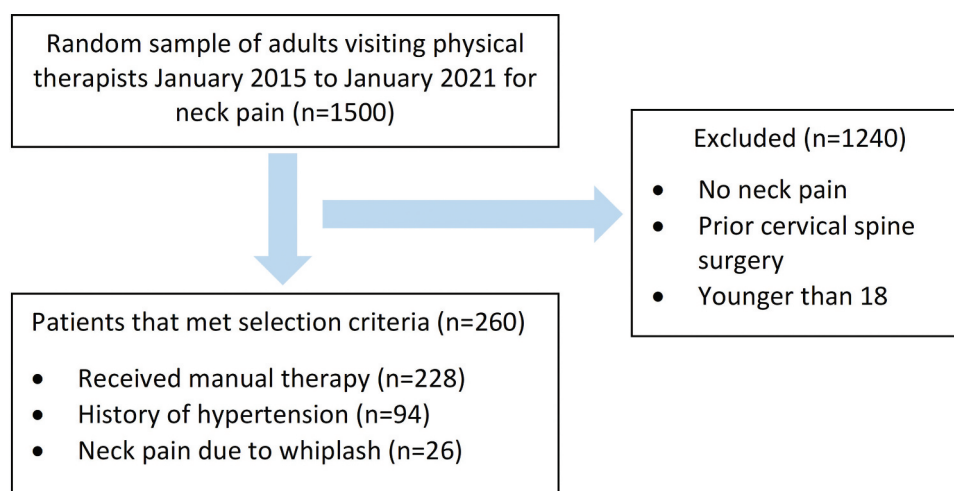 Random sample of adults visiting physical
therapists January 2015 to January 2021 for
neck pain (n=1500)
Excluded (n=1240)
• No neck pain
• Prior cervical spine
surgery
• Younger than 18
Patients that met selection criteria (n=260)
• Received manual therapy (n=228)
• History of hypertension (n=94)
• Neck pain due to whiplash (n=26)